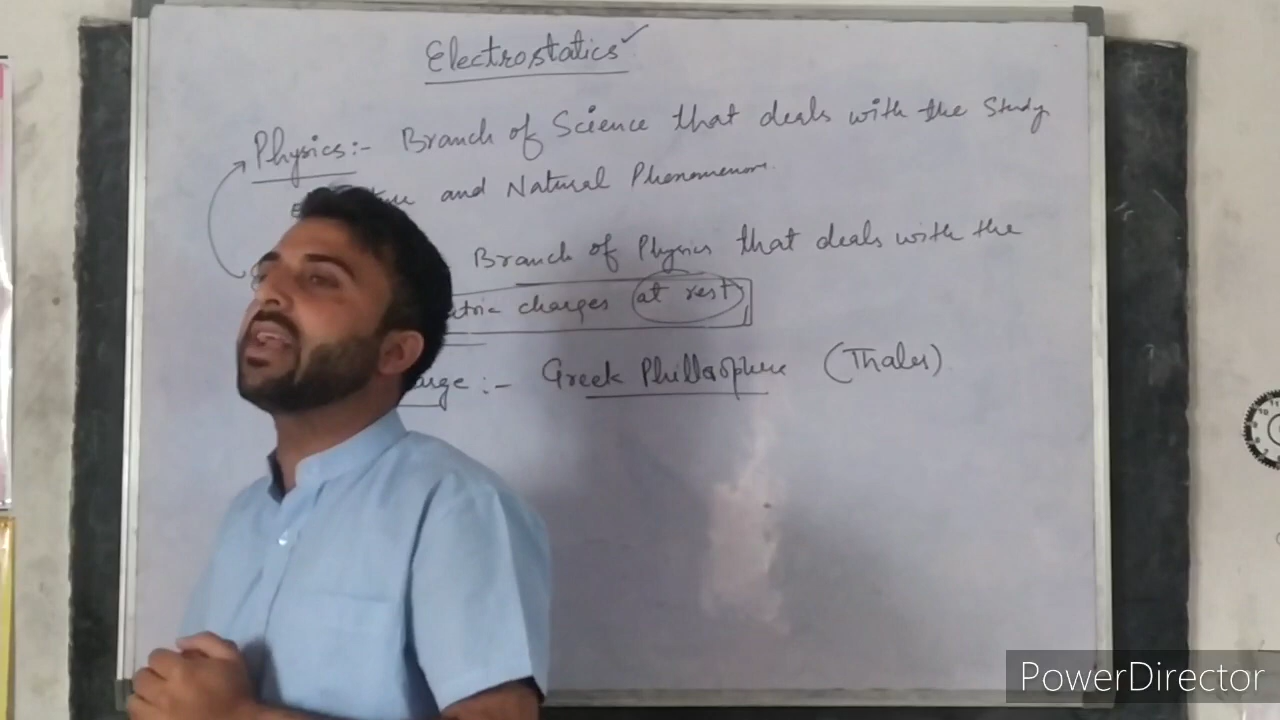 Electrostatics
Physics:- Branch of Science that deals with the Study
and Natural Phenomenon.
Branch of Physics that deals with the
charges at rest
:- Greek Phillosphere (Thales)
PowerDirector